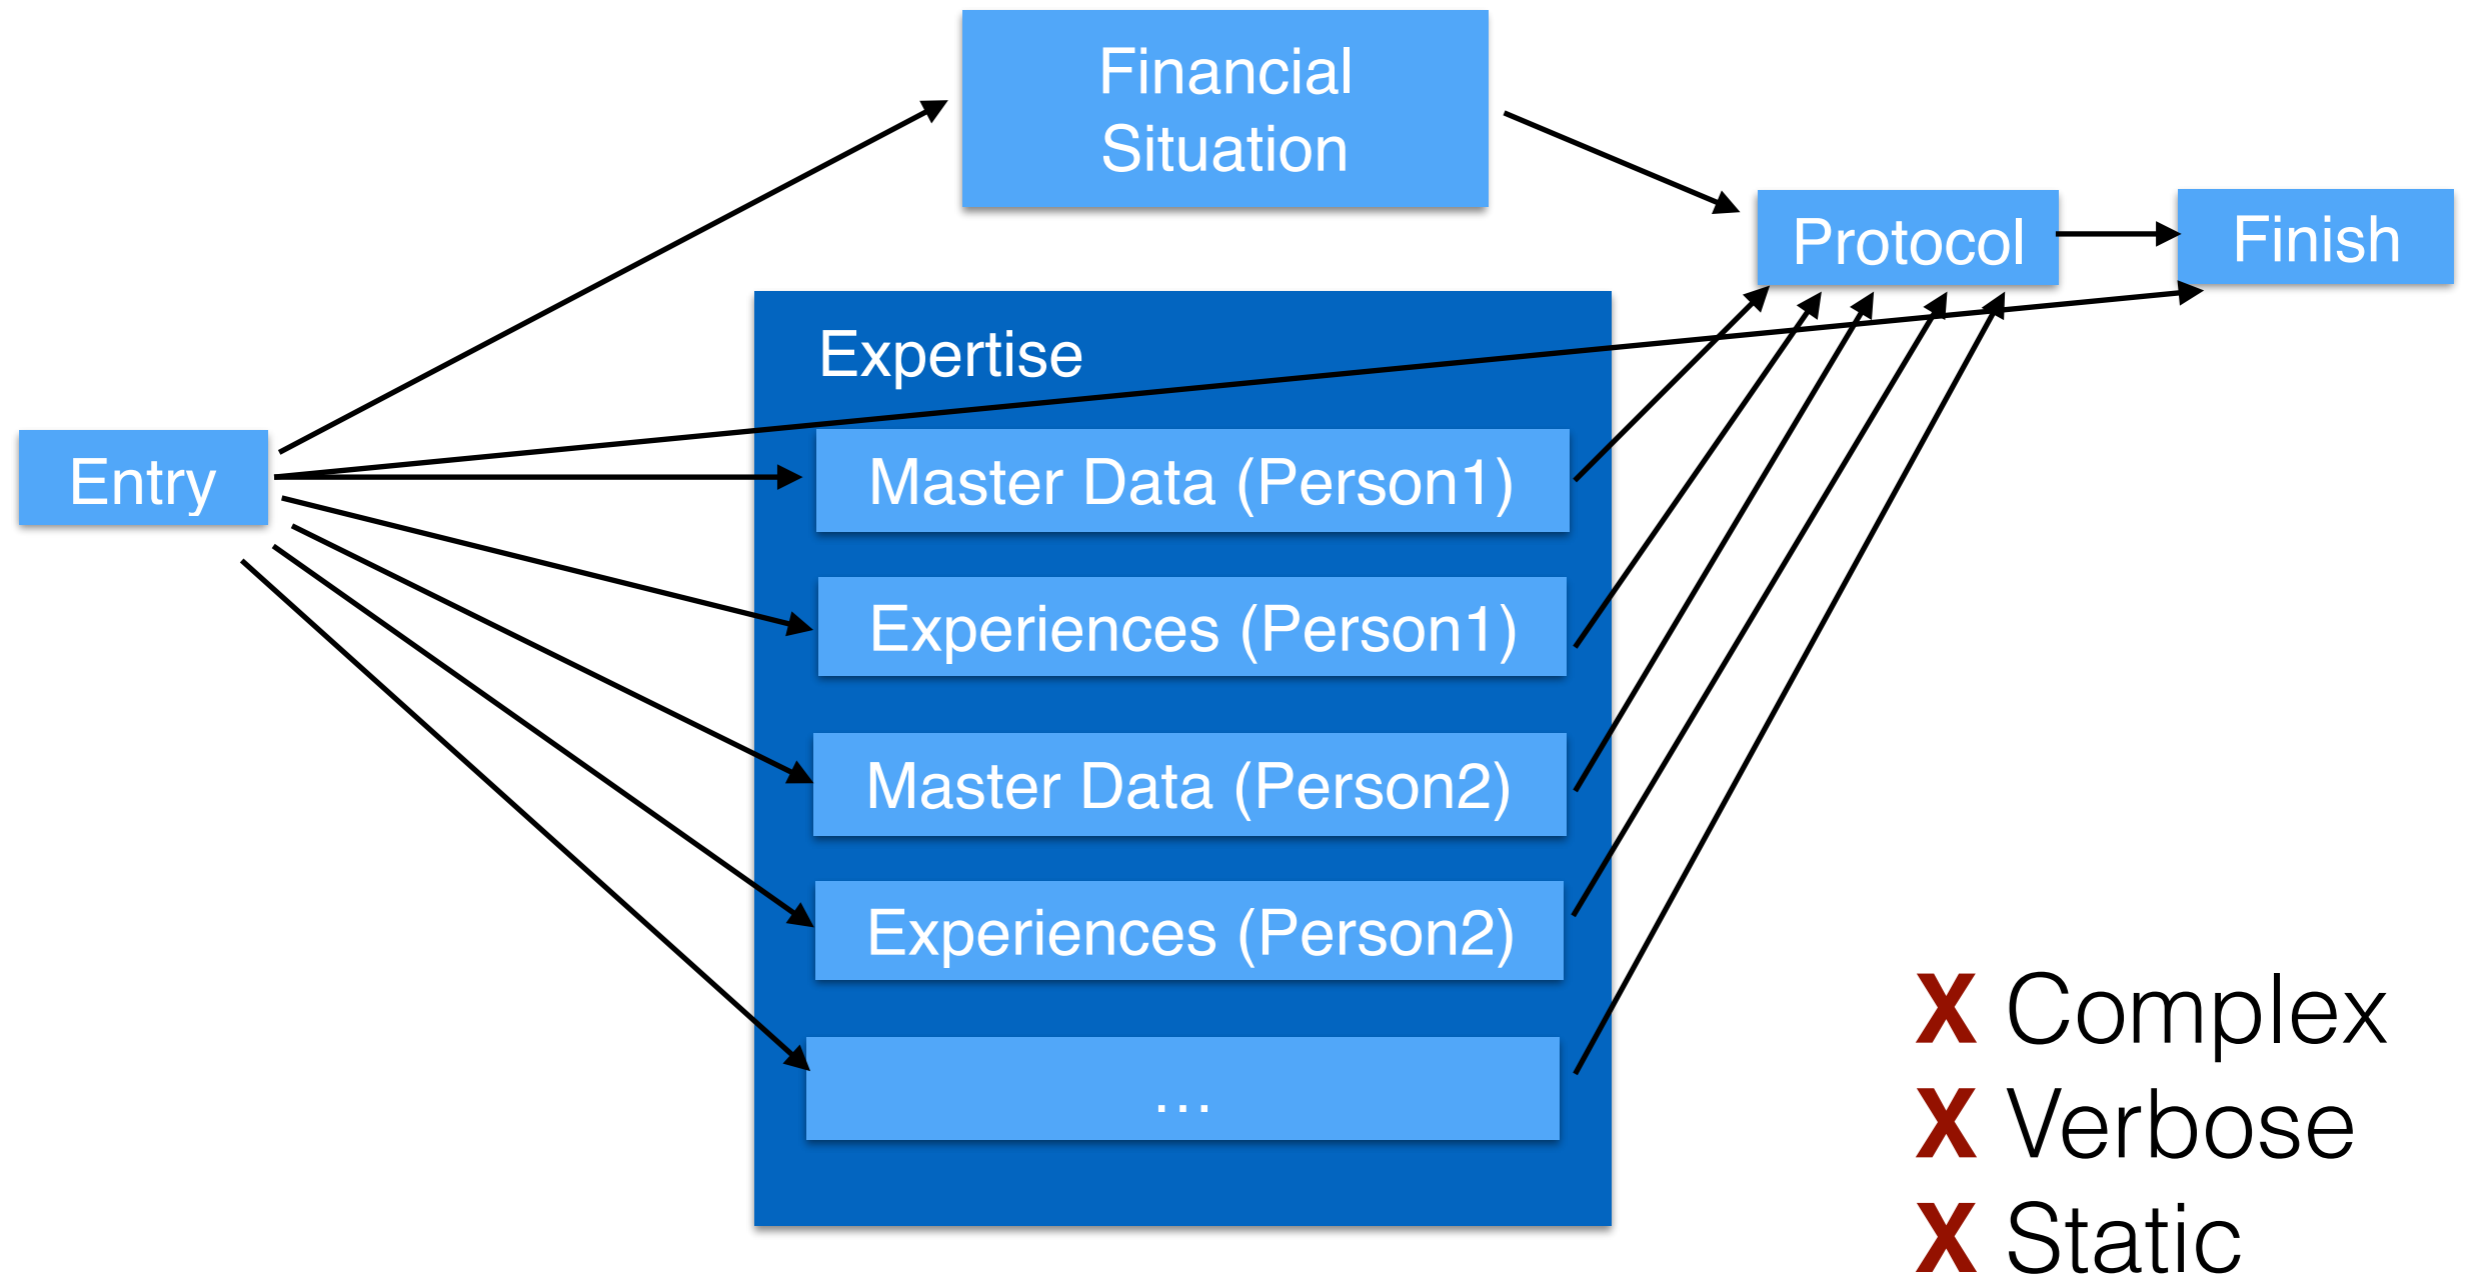 Financial
Situation
Protocol
Finish
Expertise
Entry
Master Data (Person1)
Experiences (Person1)
Master Data (Person2)
Experiences (Person2)
...
X Complex
X Verbose
X Static